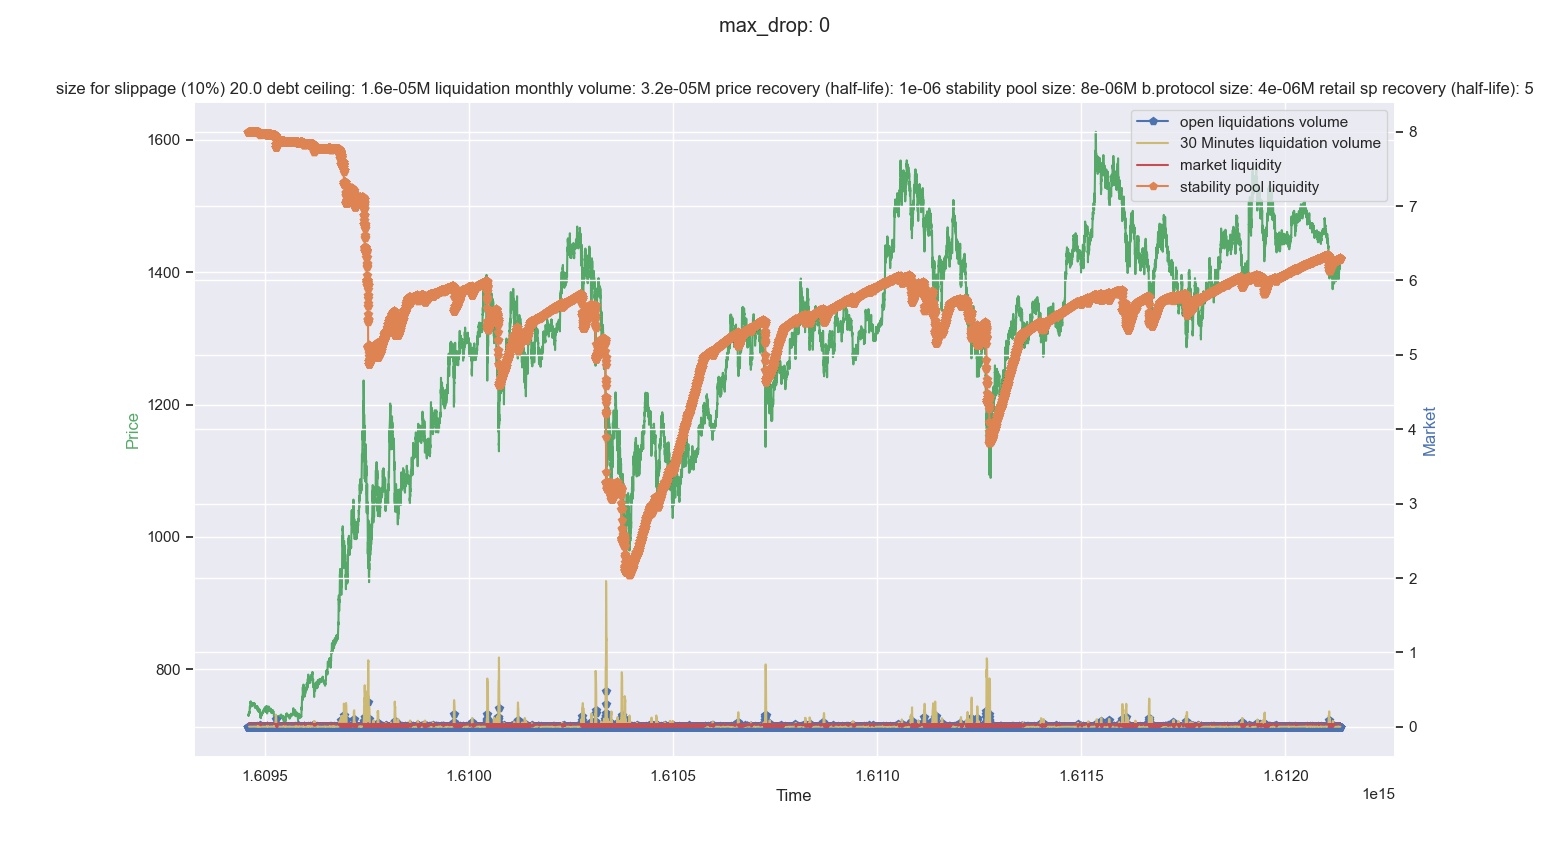 max_drop: 0
size for slippage (10%) 20.0 debt ceiling: 1.6e-05M liquidation monthly volume: 3.2e-05M price recovery (half-life): 1e-06 stability pool size: 8e-06M b.protocol size: 4e-06M retail sp recovery (half-life): 5
open liquidations volume
30 Minutes liquidation volume
market liquidity
stability pool liquidity
1600
1400
1200
1000
800
Price
8
7
6
5
4
3
2
1
0
Market
1.6095 1.6100 1.6105 1.6110 1.6115 1.6120
Time
1e15